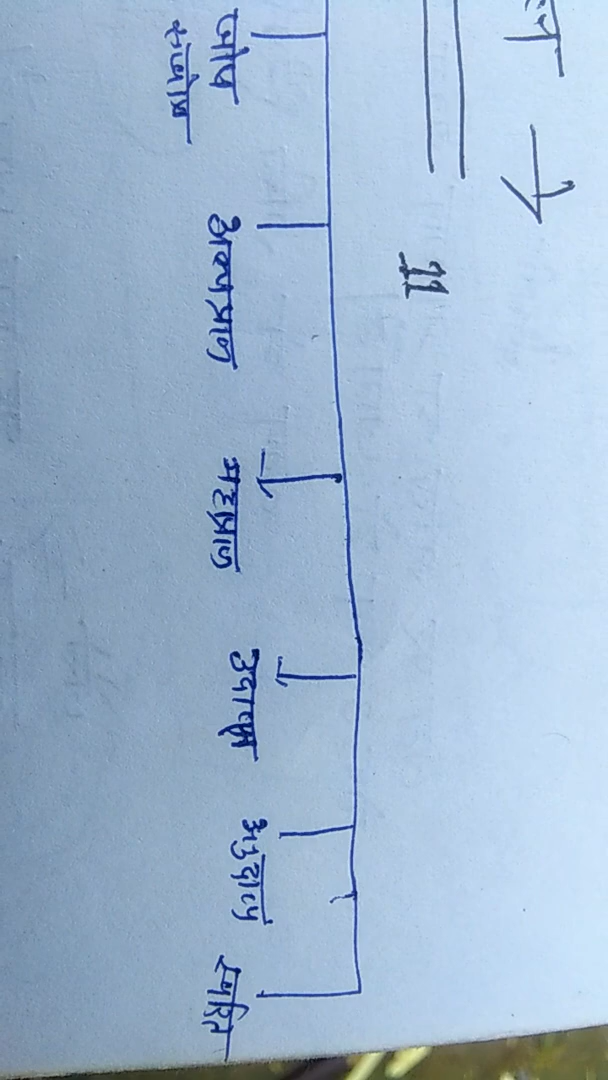 11
घोष
अल्पप्राण
महाप्राण
उदात्त
अनुदात्त
स्वरित